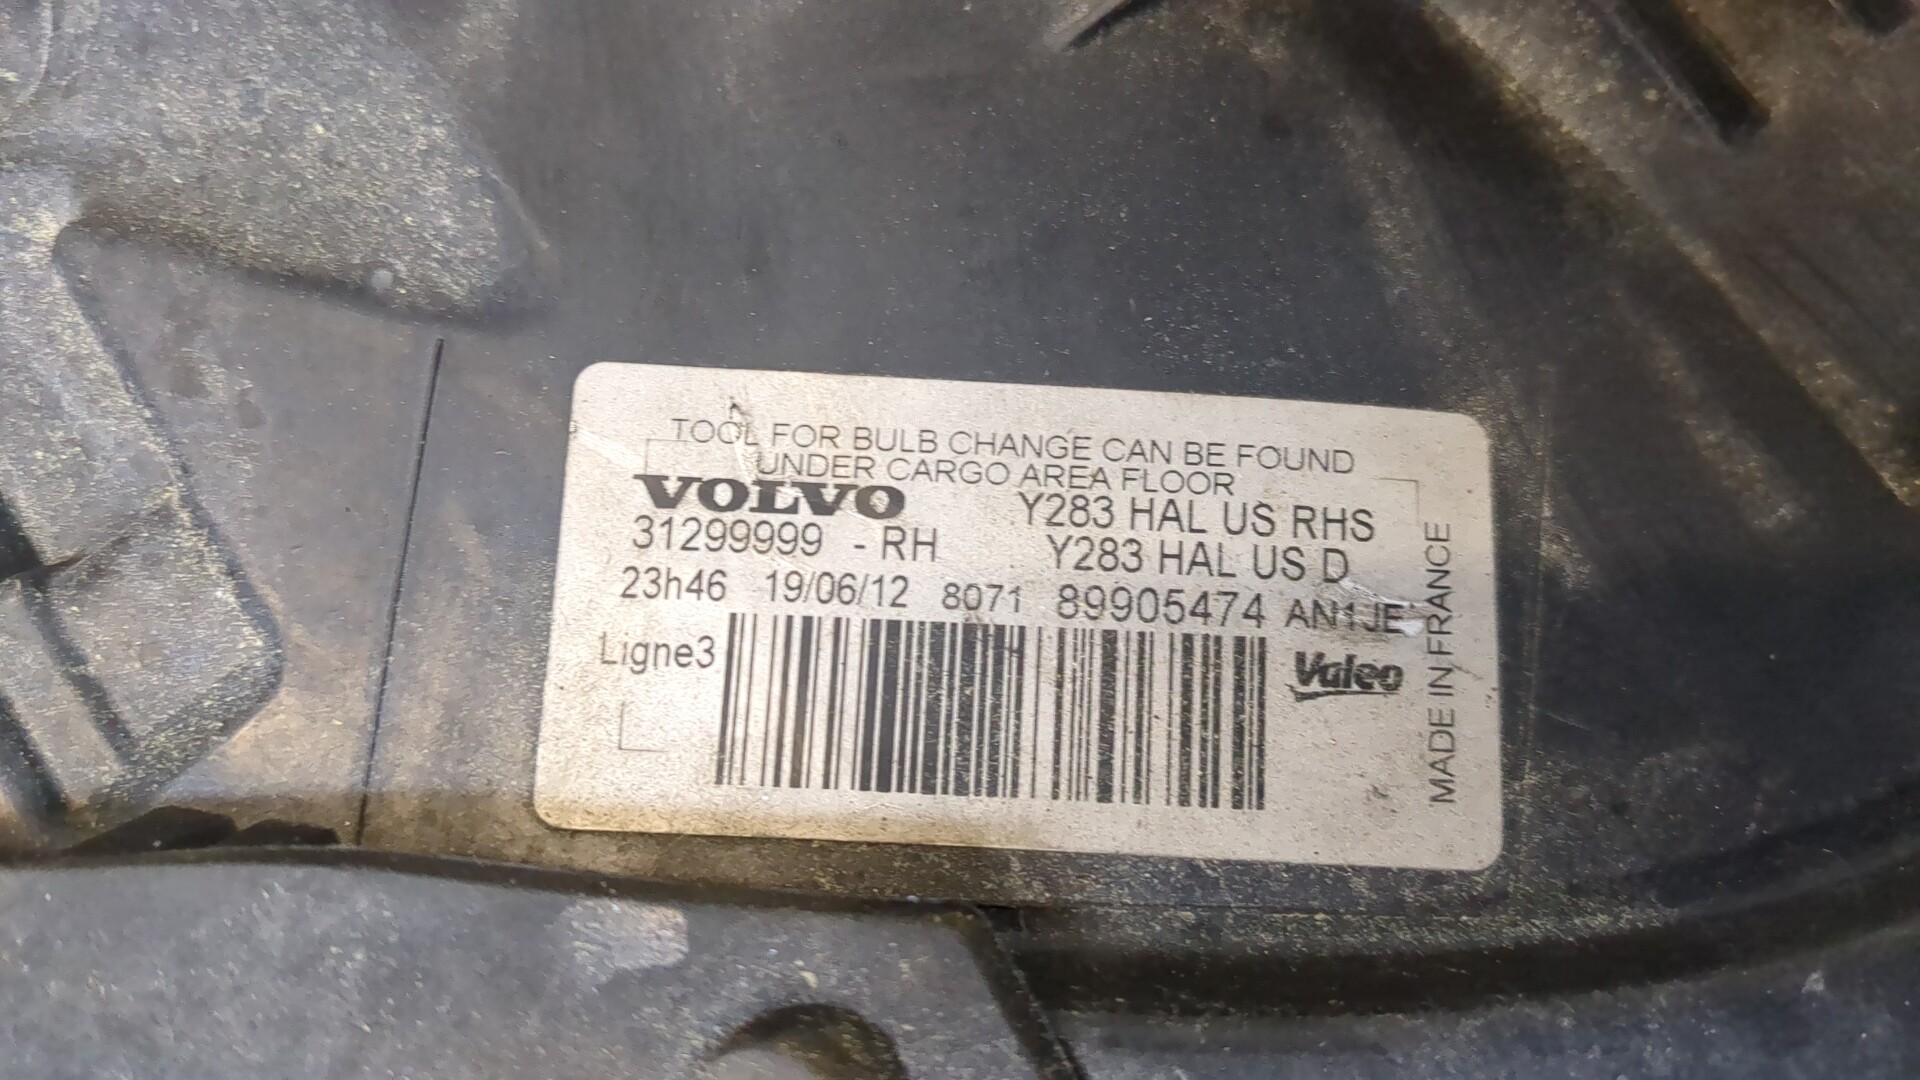 TOOL FOR BULB CHANGE CAN BE FOUND
UNDER CARGO AREA FLOOR
VOLVO Y283 HAL US RHS
31299999 - RH Y283 HAL US D
23h46 19/06/12 8071 89905474 AN1JE
Ligne3
Valeo
MADE IN FRANCE